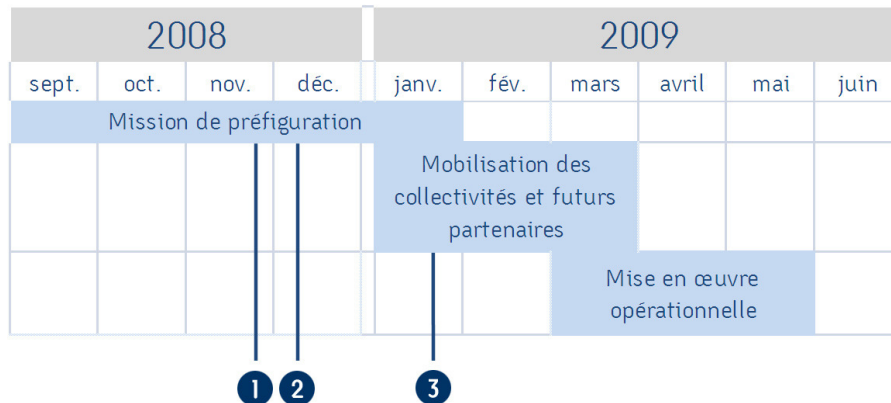 2008 2009
sept. oct. nov. déc. janv. fév. mars avril mai juin
Mission de préfiguration
Mobilisation des
collectivités et futurs
partenaires
Mise en œuvre
opérationnelle
1 2 3